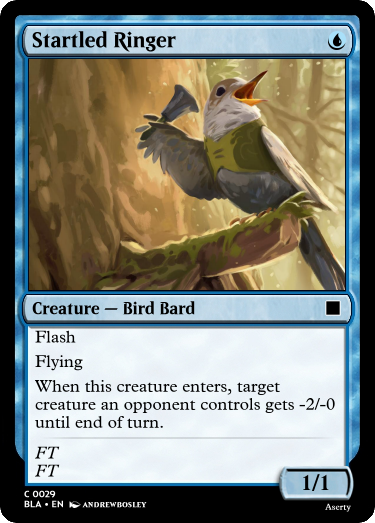 Startled Ringer
Creature — Bird Bard
Flash
Flying
When this creature enters, target
creature an opponent controls gets -2/-0
until end of turn.
FT
FT
1/1
C 0029
BLA • EN ANDREWBOSLEY
Aserty